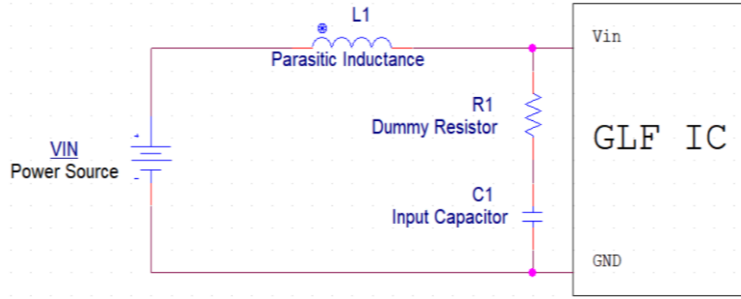 L1
Parasitic Inductance
Vin
R1
Dummy Resistor
GLF IC
VIN
Power Source
+
-
C1
Input Capacitor
GND